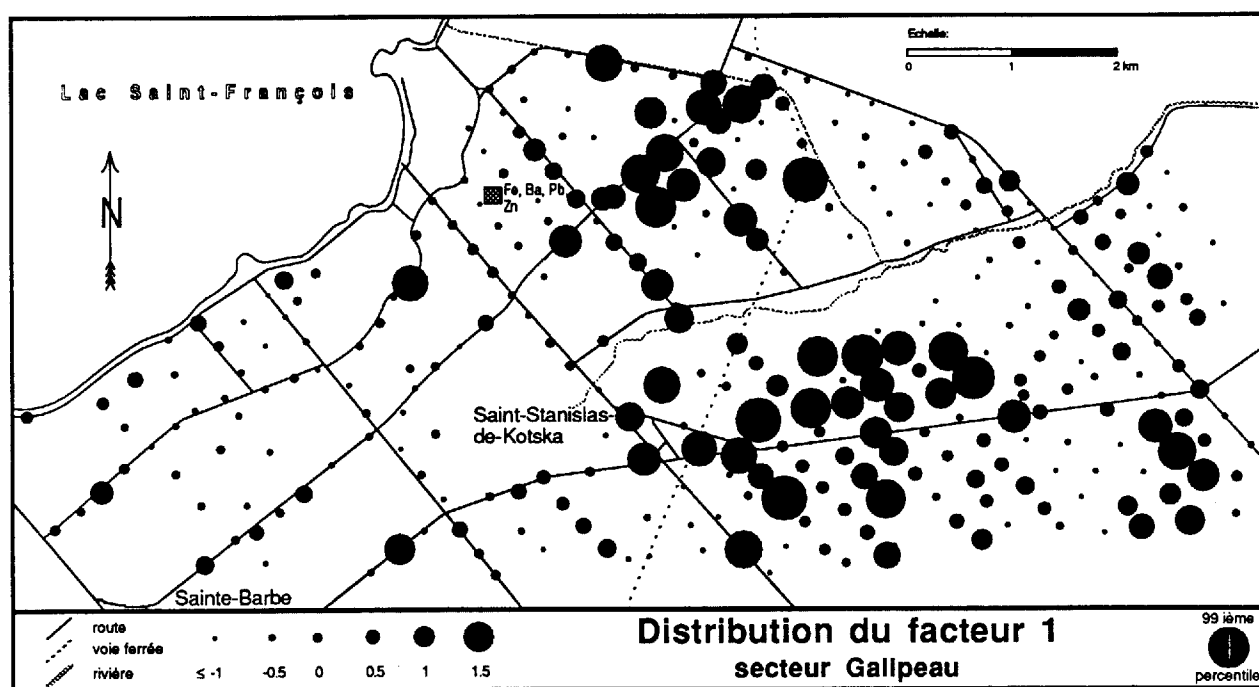 Echelle:
0 1 2 km
Lac Saint-François
N
Fe, Ba, Pb
Zn
Saint-Stanislas-
de-Kotska
Sainte-Barbe
route
voie ferrée
rivière
≤ -1 -0.5 0 0.5 1 1.5
Distribution du facteur 1
secteur Galipeau
99 ième
percentile